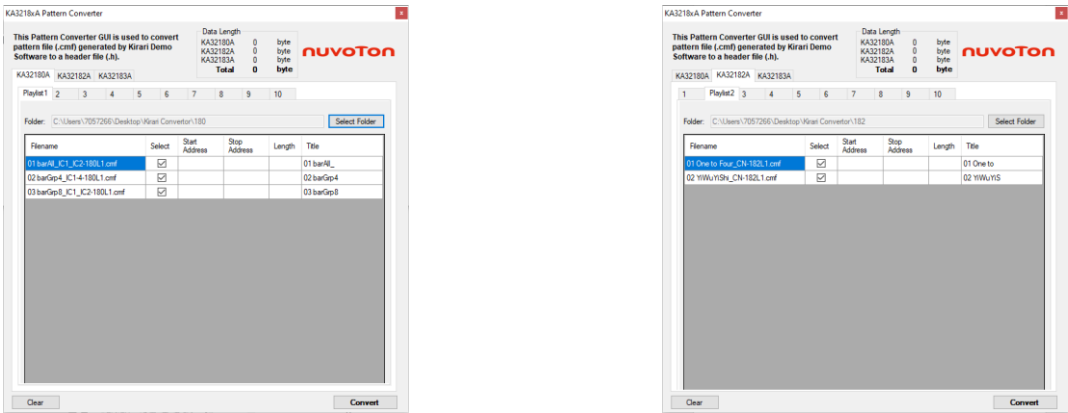 KA3218xA Pattern Converter
This Pattern Converter GUI is used to convert
pattern file (.cmf) generated by Kirari Demo
Software to a header file (.h).
Data Length
KA32180A 0 byte
KA32182A 0 byte
KA32183A 0 byte
Total 0 byte
nuvoTon
KA32180A KA32182A KA32183A
Playlist1 2 3 4 5 6 7 8 9 10
Folder: C:\Users\7057266\Desktop\Kirari Convertor\180 Select Folder
Filename Select Start Address Stop Address Length Title
01 barAll_IC1_IC2-180L1.cmf 01 barAll_
02 barGrp4_IC1-4-180L1.cmf 02 barGrp4
03 barGrp8_IC1_IC2-180L1.cmf 03 barGrp8
Clear Convert
KA3218xA Pattern Converter
This Pattern Converter GUI is used to convert
pattern file (.cmf) generated by Kirari Demo
Software to a header file (.h).
Data Length
KA32180A 0 byte
KA32182A 0 byte
KA32183A 0 byte
Total 0 byte
nuvoTon
KA32180A KA32182A KA32183A
1 Playlist2 3 4 5 6 7 8 9 10
Folder: C:\Users\7057266\Desktop\Kirari Convertor\182 Select Folder
Filename Select Start Address Stop Address Length Title
01 One to Four_CN-182L1.cmf 01 One to
02 YiWuYiShi_CN-182L1.cmf 02 YiWuYiS
Clear Convert